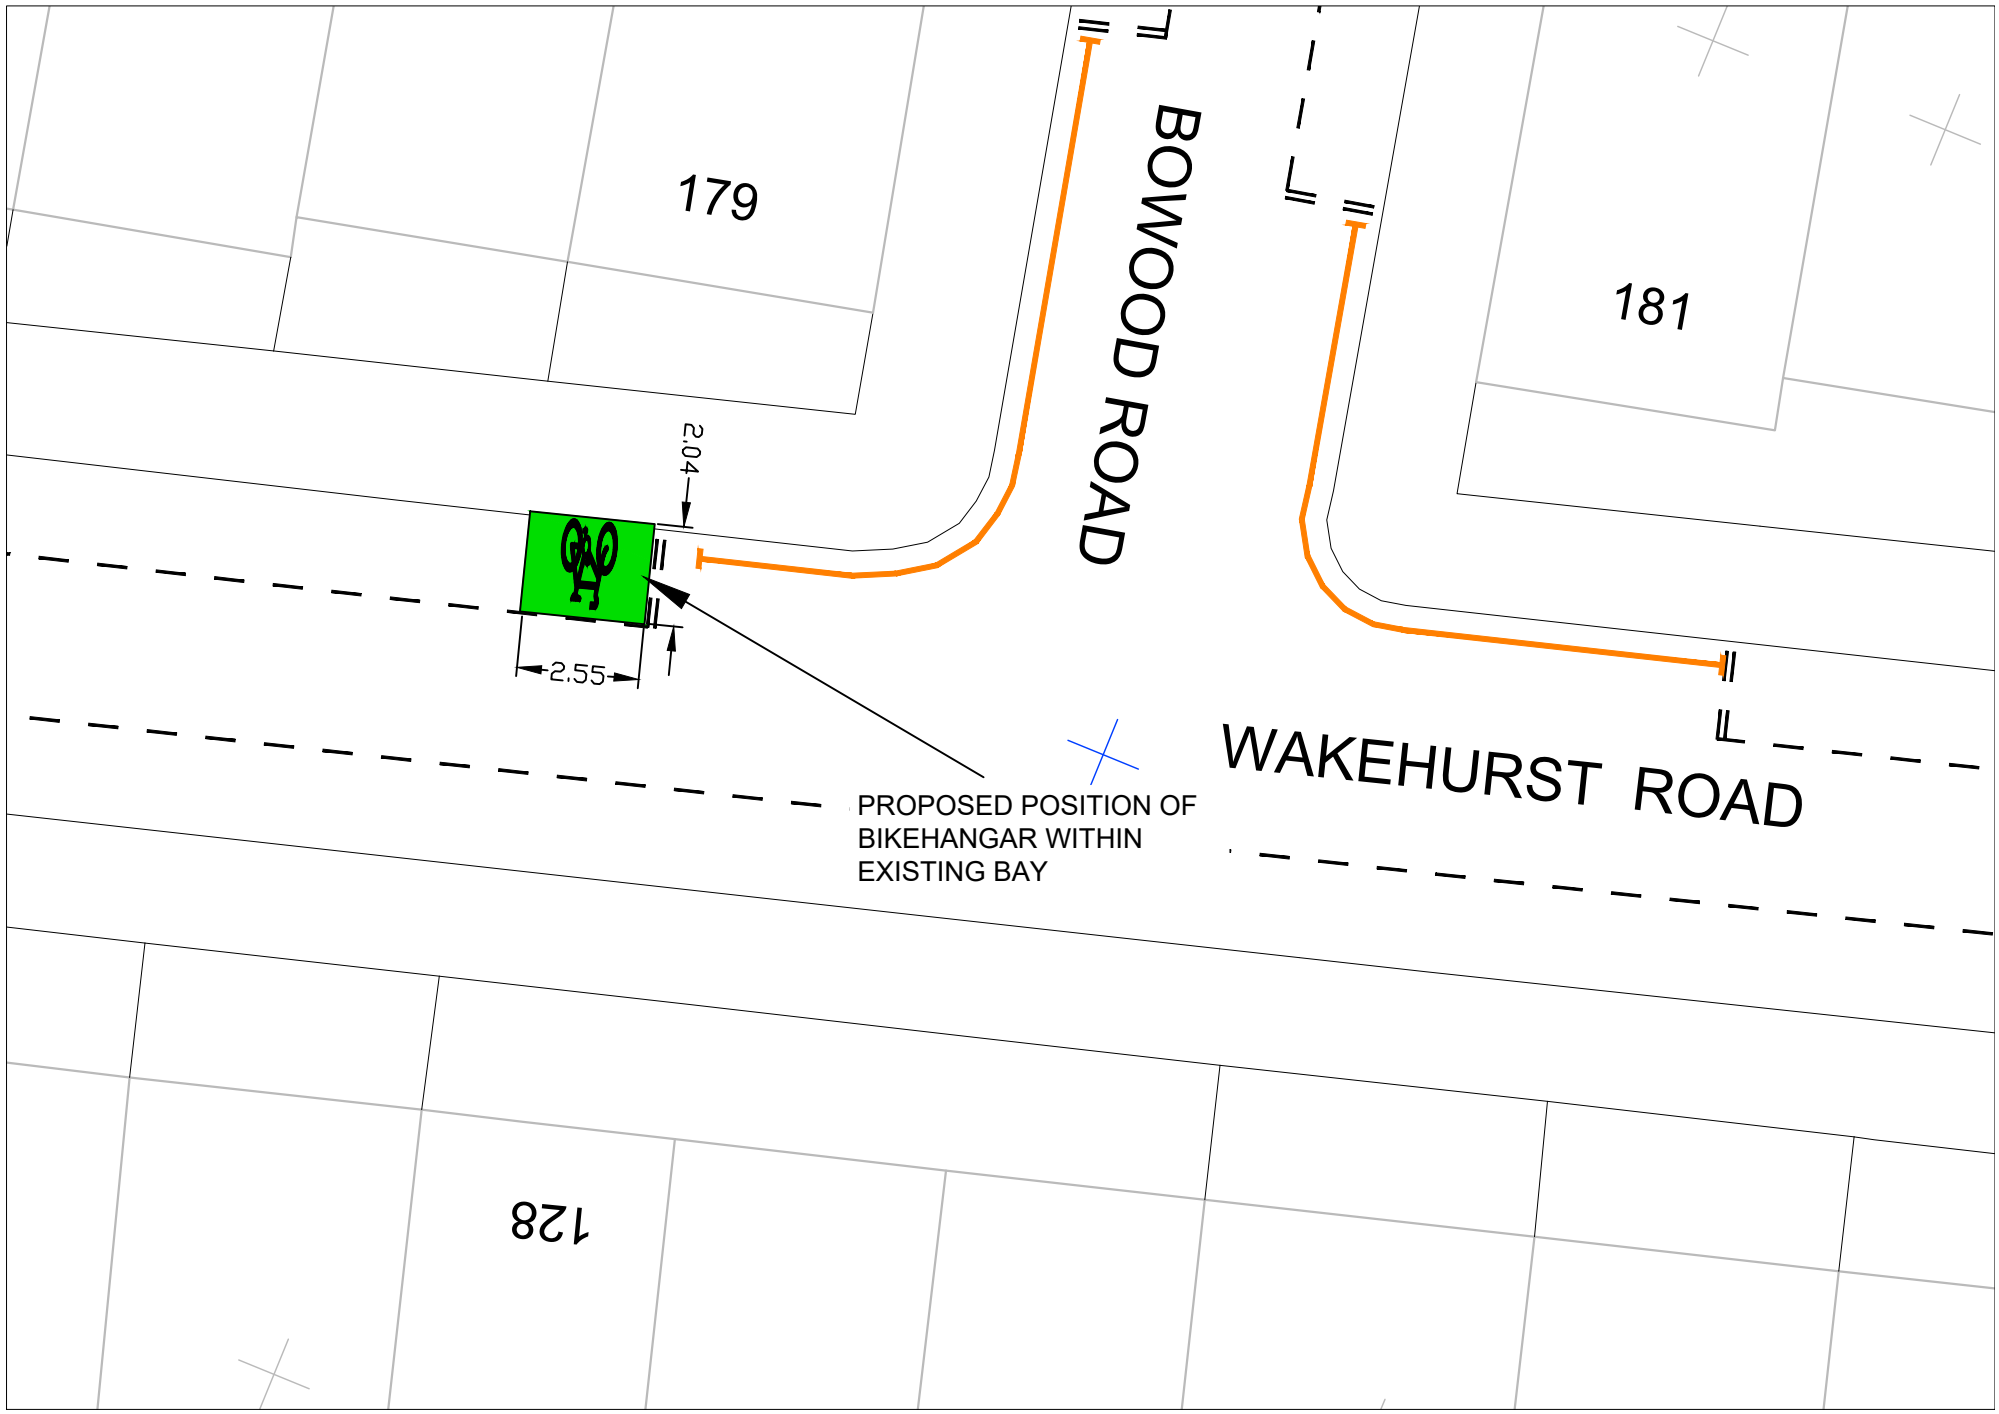 179
BOWOOD ROAD
181
2.04
2.55
WAKEHURST ROAD
PROPOSED POSITION OF
BIKEHANGAR WITHIN
EXISTING BAY
128